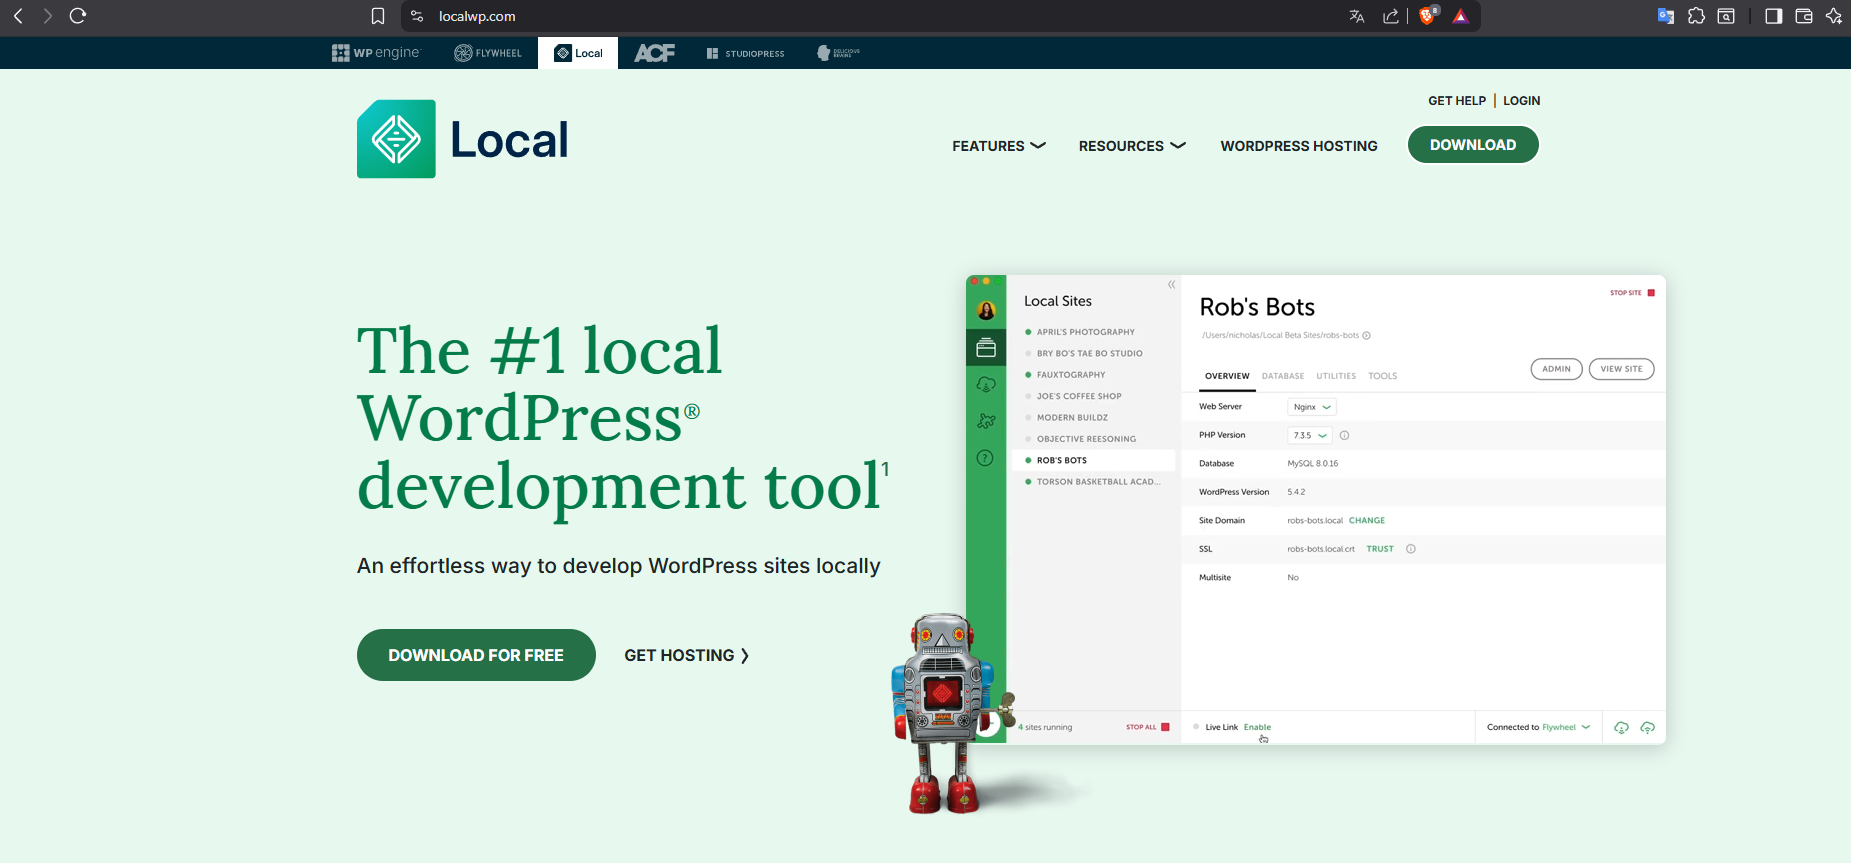 localwp.com
8
WP engine
FLYWHEEL
Local
ACF
STUDIOPRESS
DELICIOUS
BRAINS
GET HELP | LOGIN
Local
FEATURES
RESOURCES
WORDPRESS HOSTING
DOWNLOAD
The #1 local
WordPress®
development tool¹
An effortless way to develop WordPress sites locally
DOWNLOAD FOR FREE
GET HOSTING ❯
Local Sites
APRIL'S PHOTOGRAPHY
BRY BO'S TAE BO STUDIO
FAUXTOGRAPHY
JOE'S COFFEE SHOP
MODERN BUILDZ
OBJECTIVE REESONING
ROB'S BOTS
TORSON BASKETBALL ACAD...
4 sites running
STOP ALL
Rob's Bots
STOP SITE
/Users/nicholas/Local Beta Sites/robs-bots
OVERVIEW
DATABASE
UTILITIES
TOOLS
ADMIN
VIEW SITE
Web Server Nginx
PHP Version 7.3.5
Database MySQL 8.0.16
WordPress Version 5.4.2
Site Domain robs-bots.local CHANGE
SSL robs-bots.local.crt TRUST
Multisite No
Live Link Enable
Connected to Flywheel